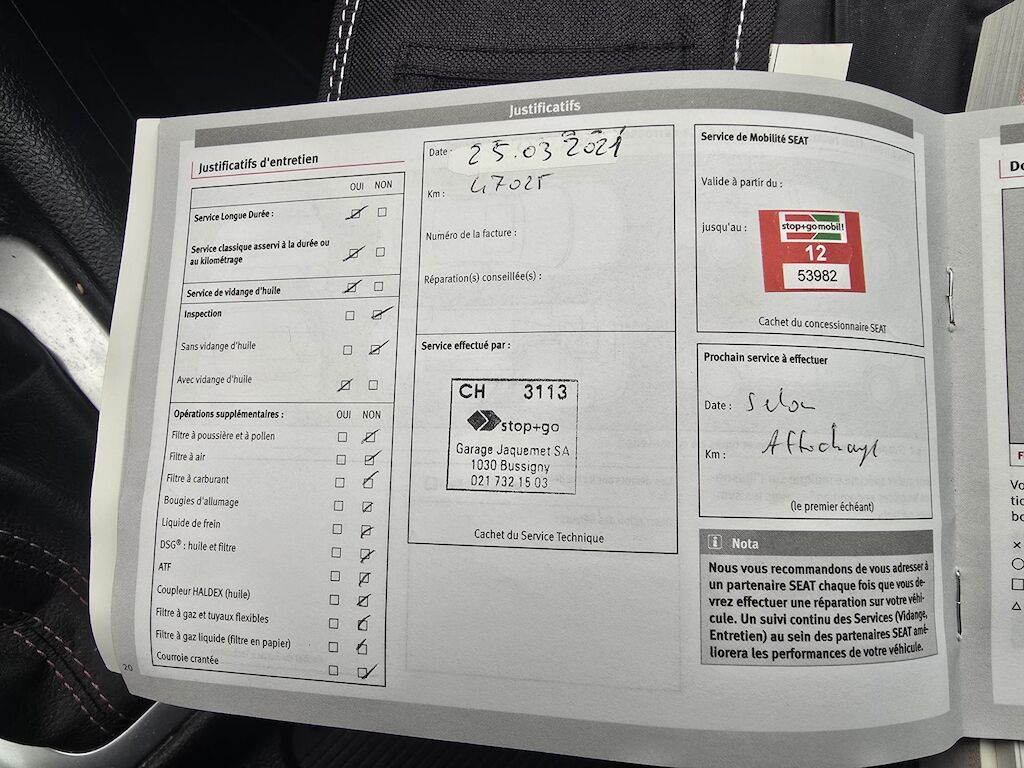 Justificatifs
Justificatifs d'entretien
OUI NON
Service Longue Durée :
Service classique asservi à la durée ou
au kilométrage
Service de vidange d'huile
Inspection
Sans vidange d'huile
Avec vidange d'huile
Opérations supplémentaires : OUI NON
Filtre à poussière et à pollen
Filtre à air
Filtre à carburant
Bougies d'allumage
Liquide de frein
DSG® : huile et filtre
ATF
Coupleur HALDEX (huile)
Filtre à gaz et tuyaux flexibles
Filtre à gaz liquide (filtre en papier)
Courroie crantée
20
Date : 25.03 2021
Km : 47025
Numéro de la facture :
Réparation(s) conseillée(s) :
Service effectué par :
CH 3113
stop+go
Garage Jaquemet SA
1030 Bussigny
021 732 15 03
Cachet du Service Technique
Service de Mobilité SEAT
Valide à partir du :
jusqu'au :
stop+go mobil!
12
53982
Cachet du concessionnaire SEAT
Prochain service à effectuer
Date : Selon
Km : Affichage
(le premier échéant)
i Nota
Nous vous recommandons de vous adresser à
un partenaire SEAT chaque fois que vous de-
vrez effectuer une réparation sur votre véhi-
cule. Un suivi continu des Services (Vidange,
Entretien) au sein des partenaires SEAT amé-
liorera les performances de votre véhicule.